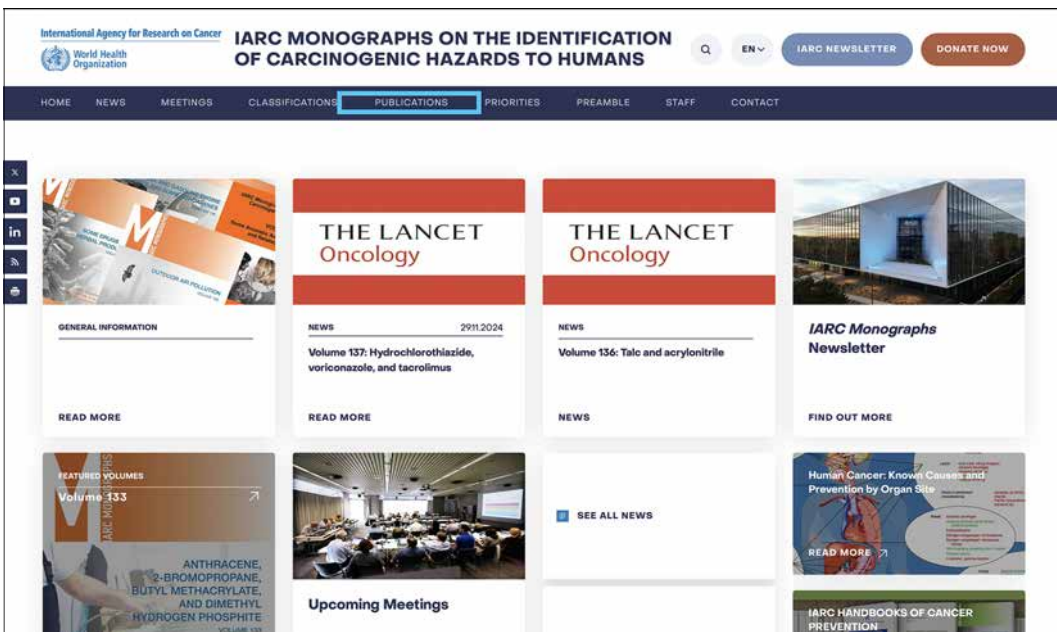 International Agency for Research on Cancer
World Health
Organization
IARC MONOGRAPHS ON THE IDENTIFICATION
OF CARCINOGENIC HAZARDS TO HUMANS
EN
IARC NEWSLETTER
DONATE NOW
HOME NEWS MEETINGS CLASSIFICATIONS PUBLICATIONS PRIORITIES PREAMBLE STAFF CONTACT
OUTDOOR AIR POLLUTION
GENERAL INFORMATION
READ MORE
THE LANCET
Oncology
NEWS 29.11.2024
Volume 137: Hydrochlorothiazide,
voriconazole, and tacrolimus
READ MORE
THE LANCET
Oncology
NEWS
Volume 136: Talc and acrylonitrile
NEWS
IARC Monographs
Newsletter
FIND OUT MORE
FEATURED VOLUMES
Volume 133
IARC MONOGRAPHS
ANTHRACENE,
2-BROMOPROPANE,
BUTYL METHACRYLATE,
AND DIMETHYL
HYDROGEN PHOSPHITE
VOLUME 133
Upcoming Meetings
SEE ALL NEWS
Human Cancer: Known Causes and
Prevention by Organ Site
READ MORE
IARC HANDBOOKS OF CANCER
PREVENTION